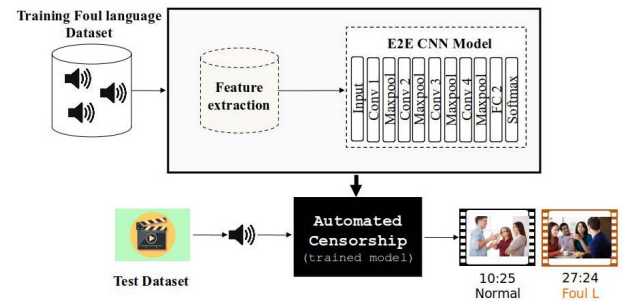 Training Foul language
Dataset
Feature
extraction
E2E CNN Model
Input
Conv 1
Maxpool
Conv 2
Maxpool
Conv 3
Maxpool
Conv 4
Maxpool
FC 2
Softmax
Test Dataset
Automated
Censorship
(trained model)
10:25
Normal
27:24
Foul L